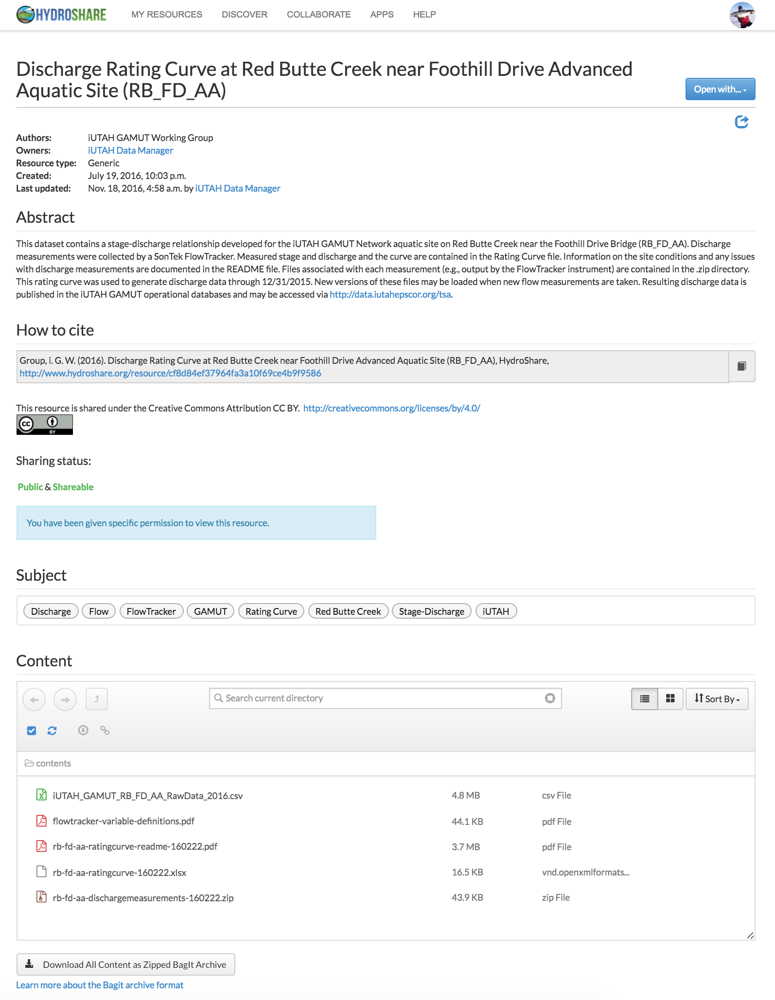 HYDROSHARE
MY RESOURCES
DISCOVER
COLLABORATE
APPS
HELP
Discharge Rating Curve at Red Butte Creek near Foothill Drive Advanced
Aquatic Site (RB_FD_AA)
Open with...
Authors: iUTAH GAMUT Working Group
Owners: iUTAH Data Manager
Resource type: Generic
Created: July 19, 2016, 10:03 p.m.
Last updated: Nov. 18, 2016, 4:58 a.m. by iUTAH Data Manager
Abstract
This dataset contains a stage-discharge relationship developed for the iUTAH GAMUT Network aquatic site on Red Butte Creek near the Foothill Drive Bridge (RB_FD_AA). Discharge
measurements were collected by a SonTek FlowTracker. Measured stage and discharge and the curve are contained in the Rating Curve file. Information on the site conditions and any issues
with discharge measurements are documented in the README file. Files associated with each measurement (e.g., output by the FlowTracker instrument) are contained in the .zip directory.
This rating curve was used to generate discharge data through 12/31/2015. New versions of these files may be loaded when new flow measurements are taken. Resulting discharge data is
published in the iUTAH GAMUT operational databases and may be accessed via http://data.iutahepscor.org/tsa.
How to cite
Group, i. G. W. (2016). Discharge Rating Curve at Red Butte Creek near Foothill Drive Advanced Aquatic Site (RB_FD_AA), HydroShare,
http://www.hydroshare.org/resource/cf8d84ef37964fa3a10f69ce4b9f9586
This resource is shared under the Creative Commons Attribution CC BY. http://creativecommons.org/licenses/by/4.0/
cc
BY
Sharing status:
Public & Shareable
You have been given specific permission to view this resource.
Subject
Discharge
Flow
FlowTracker
GAMUT
Rating Curve
Red Butte Creek
Stage-Discharge
iUTAH
Content
Search current directory
Sort By
contents
iUTAH_GAMUT_RB_FD_AA_RawData_2016.csv 4.8 MB csv File
flowtracker-variable-definitions.pdf 44.1 KB pdf File
rb-fd-aa-ratingcurve-readme-160222.pdf 3.7 MB pdf File
rb-fd-aa-ratingcurve-160222.xlsx 16.5 KB vnd.openxmlformats...
rb-fd-aa-dischargemeasurements-160222.zip 43.9 KB zip File
Download All Content as Zipped BagIt Archive
Learn more about the Bagit archive format